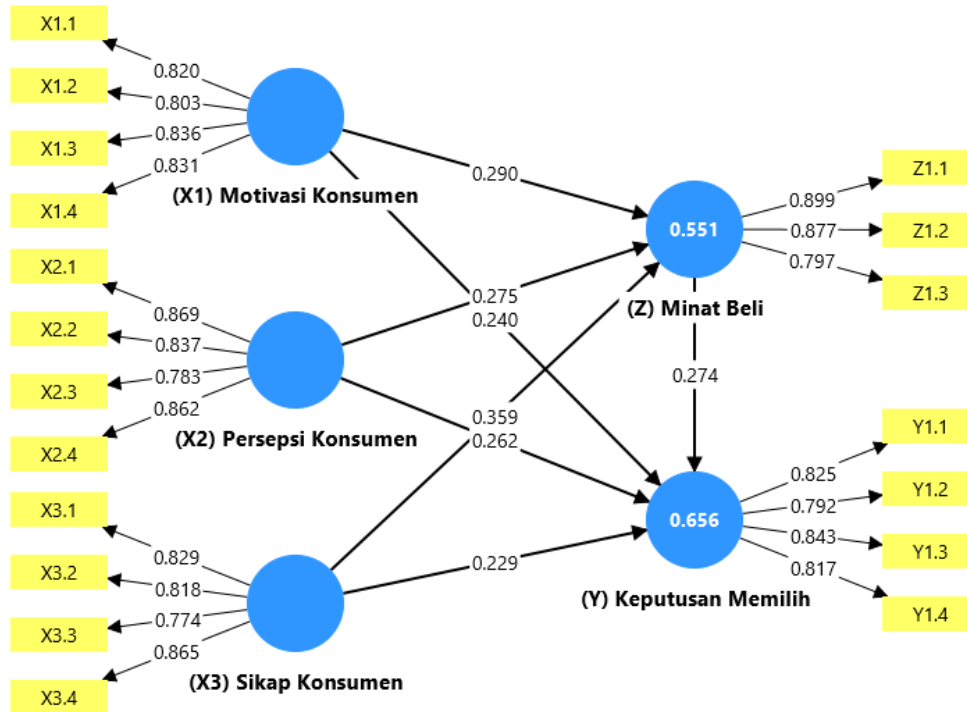 X1.1
0.820
X1.2
0.803
X1.3
0.836
X1.4
0.831
(X1) Motivasi Konsumen
0.290
X2.1
0.869
X2.2
0.837
X2.3
0.783
X2.4
0.862
(X2) Persepsi Konsumen
0.275
0.240
X3.1
0.829
X3.2
0.818
X3.3
0.774
X3.4
0.865
(X3) Sikap Konsumen
0.359
0.262
0.229
0.551
(Z) Minat Beli
0.899
Z1.1
0.877
Z1.2
0.797
Z1.3
0.274
0.656
(Y) Keputusan Memilih
0.825
Y1.1
0.792
Y1.2
0.843
Y1.3
0.817
Y1.4